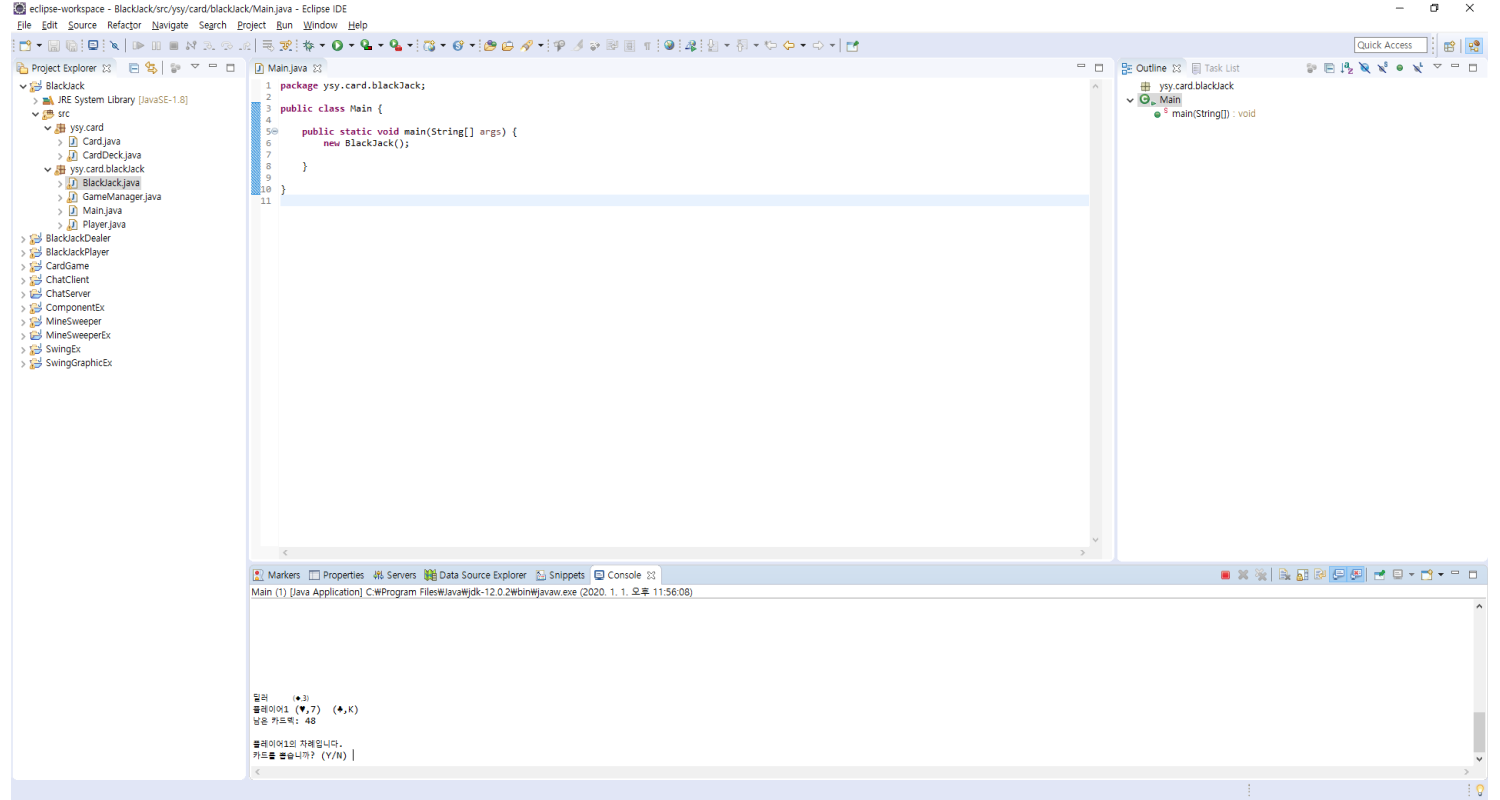 eclipse-workspace - BlackJack/src/ysy/card/blackJack/Main.java - Eclipse IDE
File Edit Source Refactor Navigate Search Project Run Window Help
Quick Access
Project Explorer
BlackJack
JRE System Library [JavaSE-1.8]
src
ysy.card
Card.java
CardDeck.java
ysy.card.blackJack
BlackJack.java
GameManager.java
Main.java
Player.java
BlackJackDealer
BlackJackPlayer
CardGame
ChatClient
ChatServer
ComponentEx
MineSweeper
MineSweeperEx
SwingEx
SwingGraphicEx
Main.java
1 package ysy.card.blackJack;
2
3 public class Main {
4
5 public static void main(String[] args) {
6 new BlackJack();
7
8 }
9
10 }
11
Outline Task List
ysy.card.blackJack
Main
main(String[]) : void
Markers Properties Servers Data Source Explorer Snippets Console
Main (1) [Java Application] C:₩Program Files₩Java₩jdk-12.0.2₩bin₩javaw.exe (2020. 1. 1. 오후 11:56:08)
딜러 (♠,3)
플레이어1 (♥,7) (♣,K)
남은 카드덱: 48
플레이어1의 차례입니다.
카드를 뽑습니까? (Y/N)